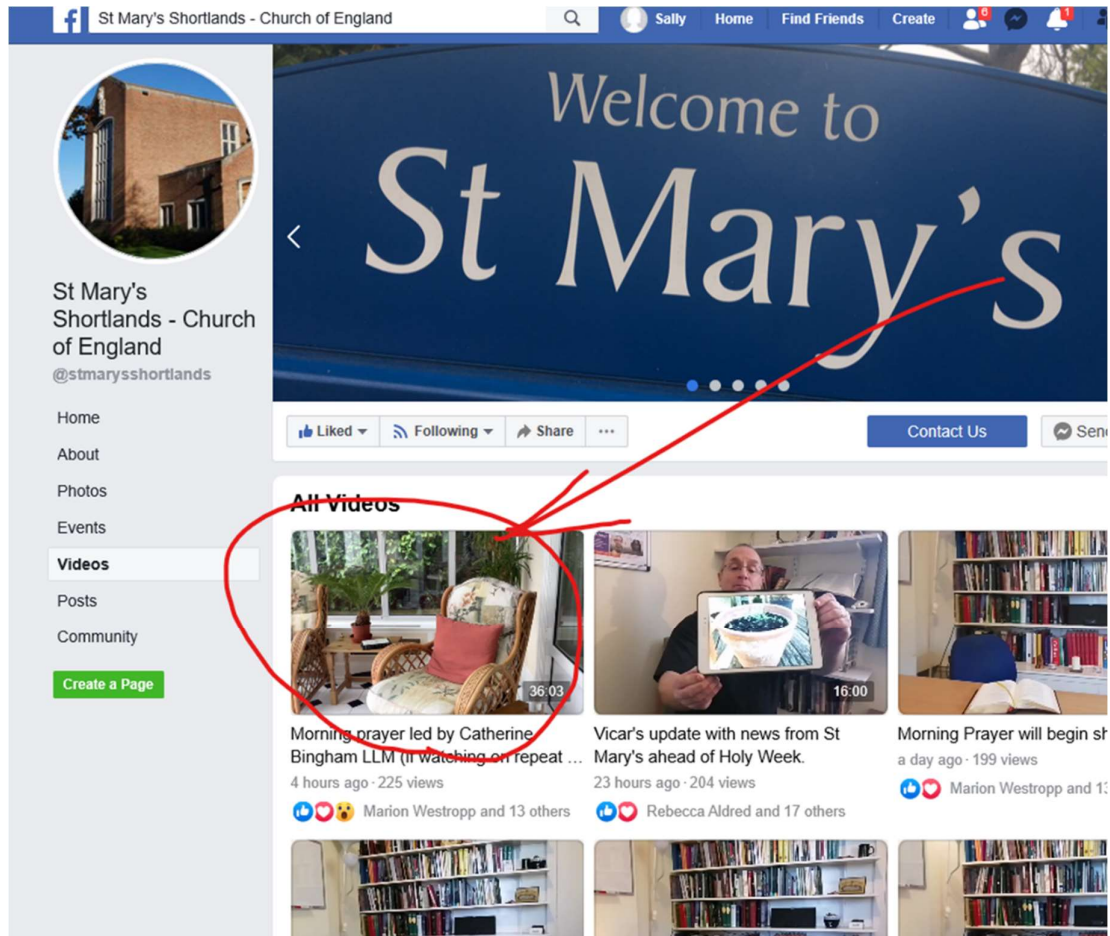 St Mary's Shortlands - Church of England
Sally Home Find Friends Create
6
1
Welcome to
St Mary's
St Mary's
Shortlands - Church
of England
@stmarysshortlands
Home
About
Photos
Events
Videos
Posts
Community
Create a Page
Liked Following Share ...
Contact Us
Sen
All Videos
36:03
Morning prayer led by Catherine
Bingham LLM (if watching on repeat ...
4 hours ago · 225 views
Marion Westropp and 13 others
16:00
Vicar's update with news from St
Mary's ahead of Holy Week.
23 hours ago · 204 views
Rebecca Aldred and 17 others
Morning Prayer will begin sh
a day ago · 199 views
Marion Westropp and 13